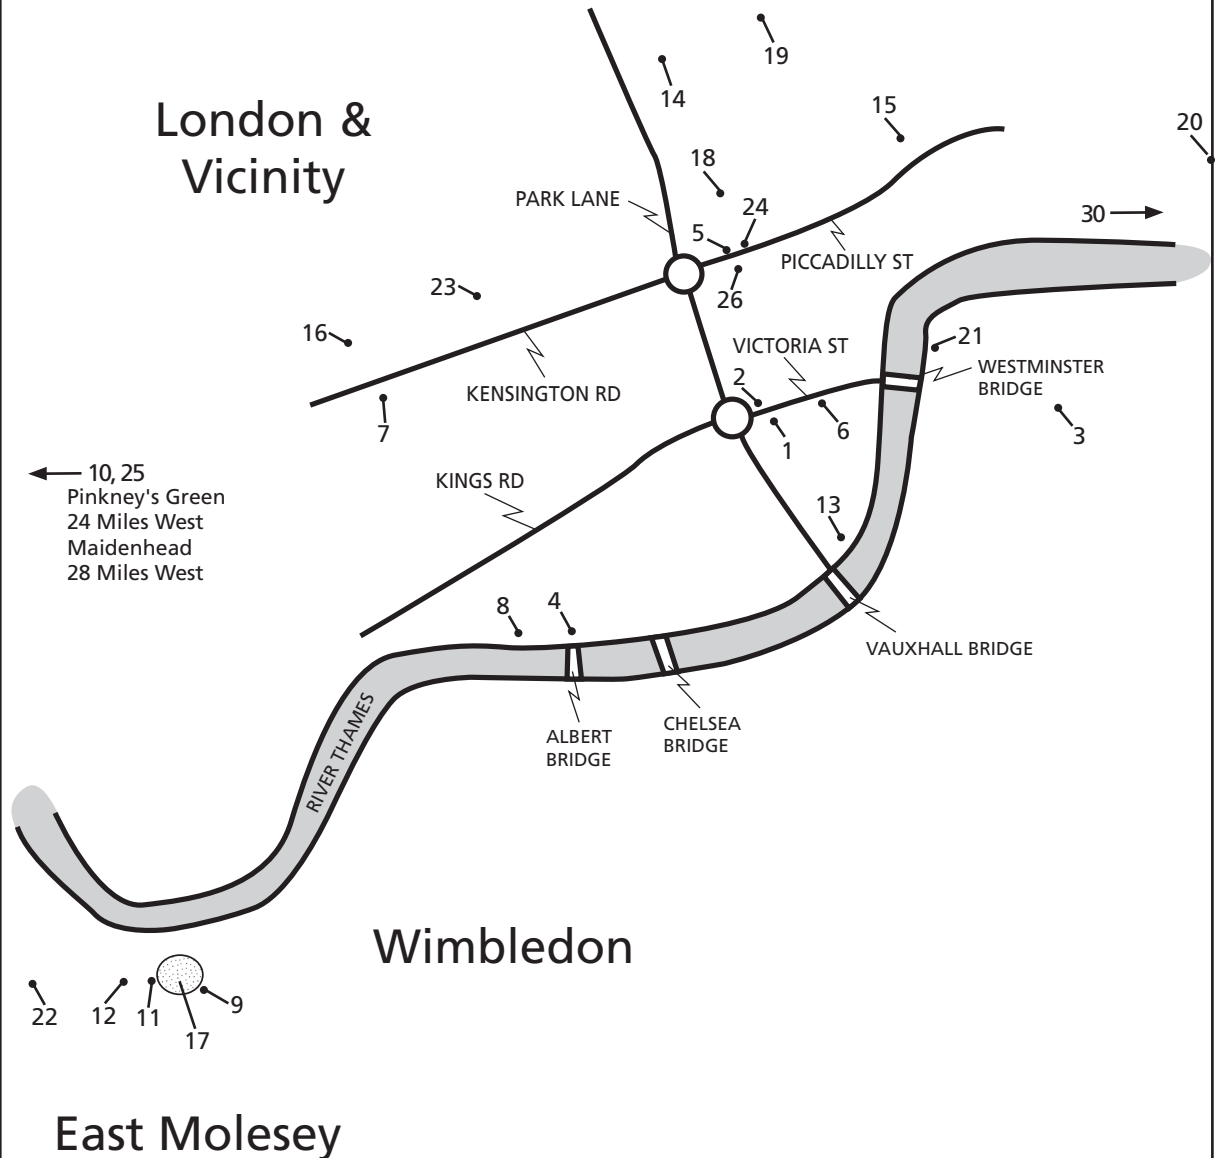 London &
Vicinity
19
14
15
20
18
PARK LANE
24
30
5
PICCADILLY ST
23
26
16
21
VICTORIA ST
WESTMINSTER
BRIDGE
2
KENSINGTON RD
7
6
3
1
10, 25
Pinkney's Green
24 Miles West
Maidenhead
28 Miles West
KINGS RD
13
8
4
VAUXHALL BRIDGE
RIVER THAMES
ALBERT
BRIDGE
CHELSEA
BRIDGE
Wimbledon
22
12
11
9
17
East Molesey